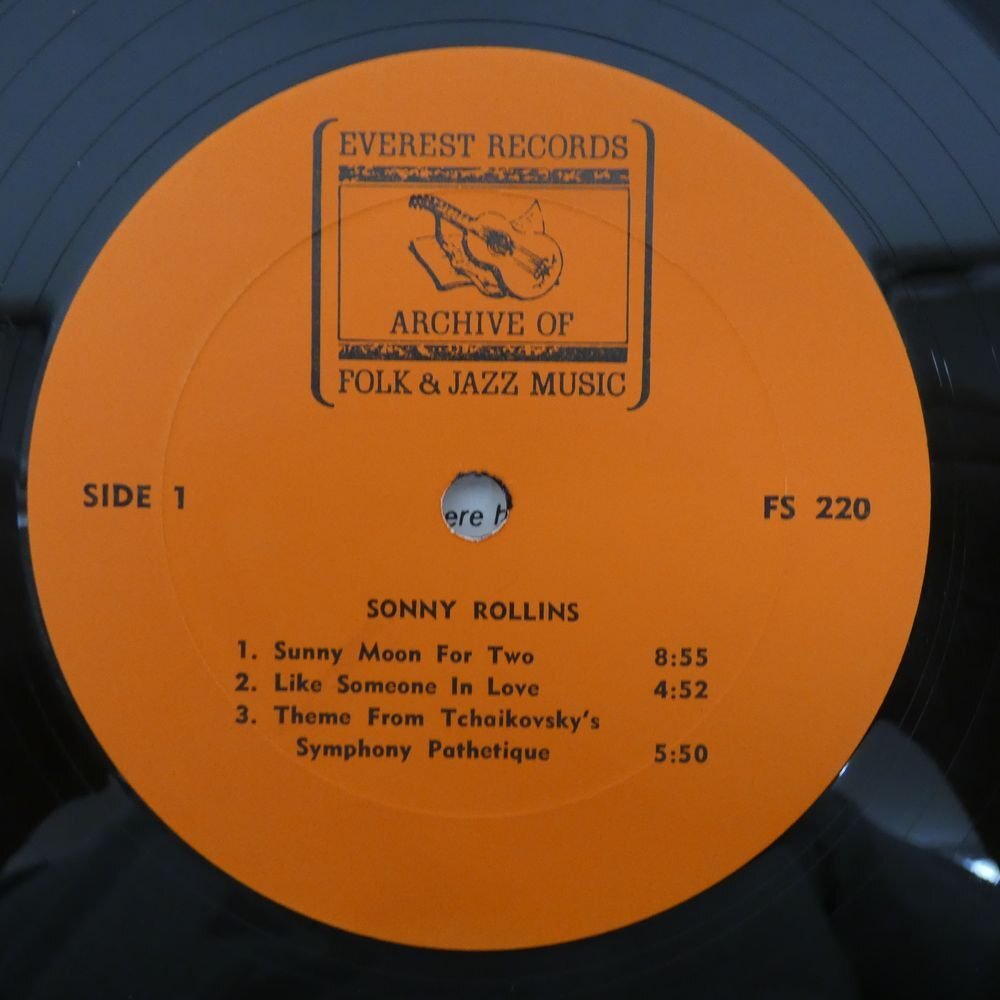 EVEREST RECORDS
ARCHIVE OF
FOLK & JAZZ MUSIC
SIDE 1
FS 220
ere
SONNY ROLLINS
1. Sunny Moon For Two 8:55
2. Like Someone In Love 4:52
3. Theme From Tchaikovsky's
Symphony Pathetique 5:50